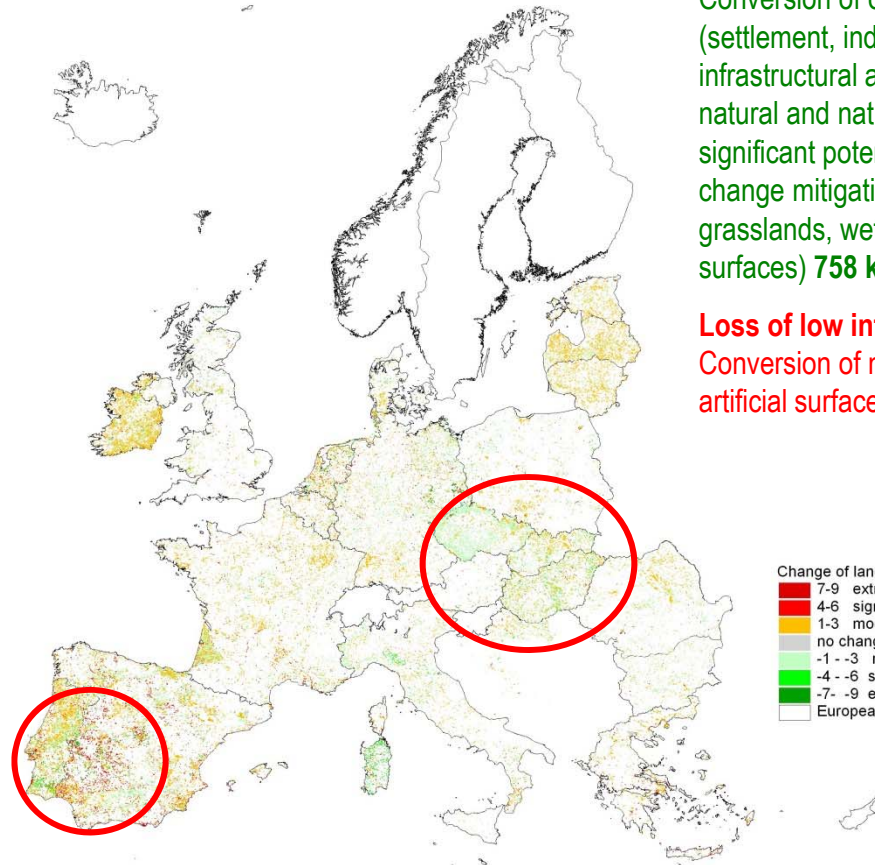 (settlement, ind
infrastructural a
natural and nat
significant poter
change mitigati
grasslands, wet
surfaces) 758 k
Loss of low int
Conversion of r
artificial surface
Change of lan
7-9 ext
4-6 sig
1-3 mo
no chang
-1 - -3
-4 - -6 s
-7- -9 e
Europea